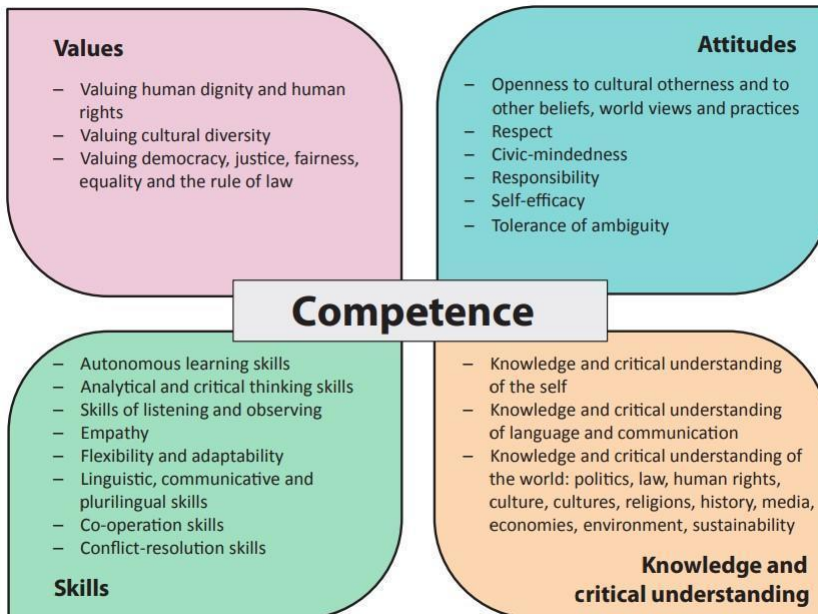 Values
– Valuing human dignity and human
rights
– Valuing cultural diversity
– Valuing democracy, justice, fairness,
equality and the rule of law
Attitudes
– Openness to cultural otherness and to
other beliefs, world views and practices
– Respect
– Civic-mindedness
– Responsibility
– Self-efficacy
– Tolerance of ambiguity
Competence
– Autonomous learning skills
– Analytical and critical thinking skills
– Skills of listening and observing
– Empathy
– Flexibility and adaptability
– Linguistic, communicative and
plurilingual skills
– Co-operation skills
– Conflict-resolution skills
Skills
– Knowledge and critical understanding
of the self
– Knowledge and critical understanding
of language and communication
– Knowledge and critical understanding of
the world: politics, law, human rights,
culture, cultures, religions, history, media,
economies, environment, sustainability
Knowledge and
critical understanding